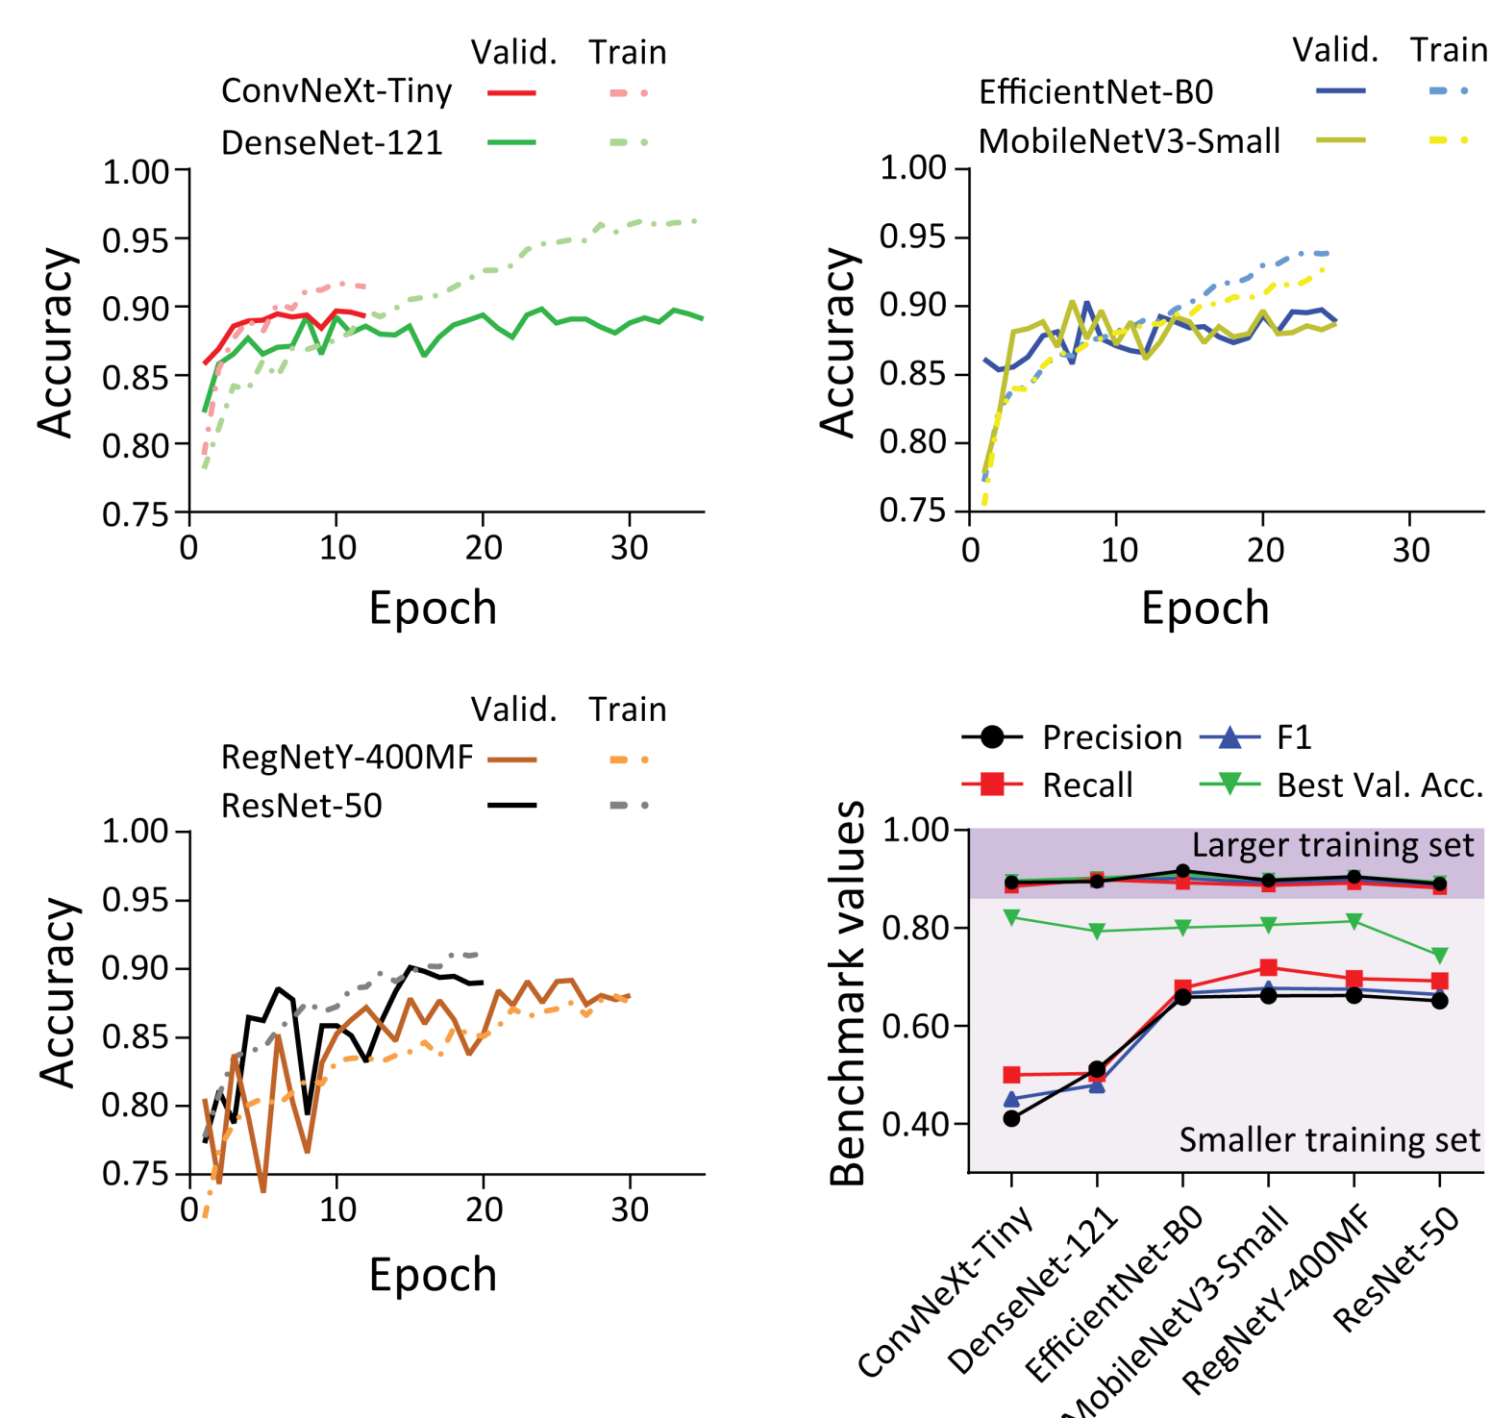 Valid. Train
ConvNeXt-Tiny
DenseNet-121
1.00
0.95
0.90
0.85
0.80
0.75
Accuracy
0 10 20 30
Epoch
Valid. Train
EfficientNet-B0
MobileNetV3-Small
1.00
0.95
0.90
0.85
0.80
0.75
Accuracy
0 10 20 30
Epoch
Valid. Train
RegNetY-400MF
ResNet-50
1.00
0.95
0.90
0.85
0.80
0.75
Accuracy
0 10 20 30
Epoch
Precision F1
Recall Best Val. Acc.
1.00
0.80
0.60
0.40
Benchmark values
Larger training set
Smaller training set
ConvNeXt-Tiny
DenseNet-121
EfficientNet-B0
MobileNetV3-Small
RegNetY-400MF
ResNet-50